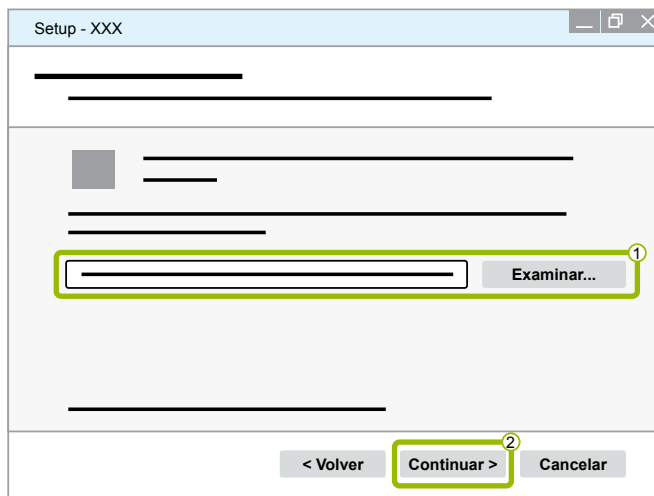 Setup - XXX
1
Examinar...
2
< Volver
Continuar >
Cancelar